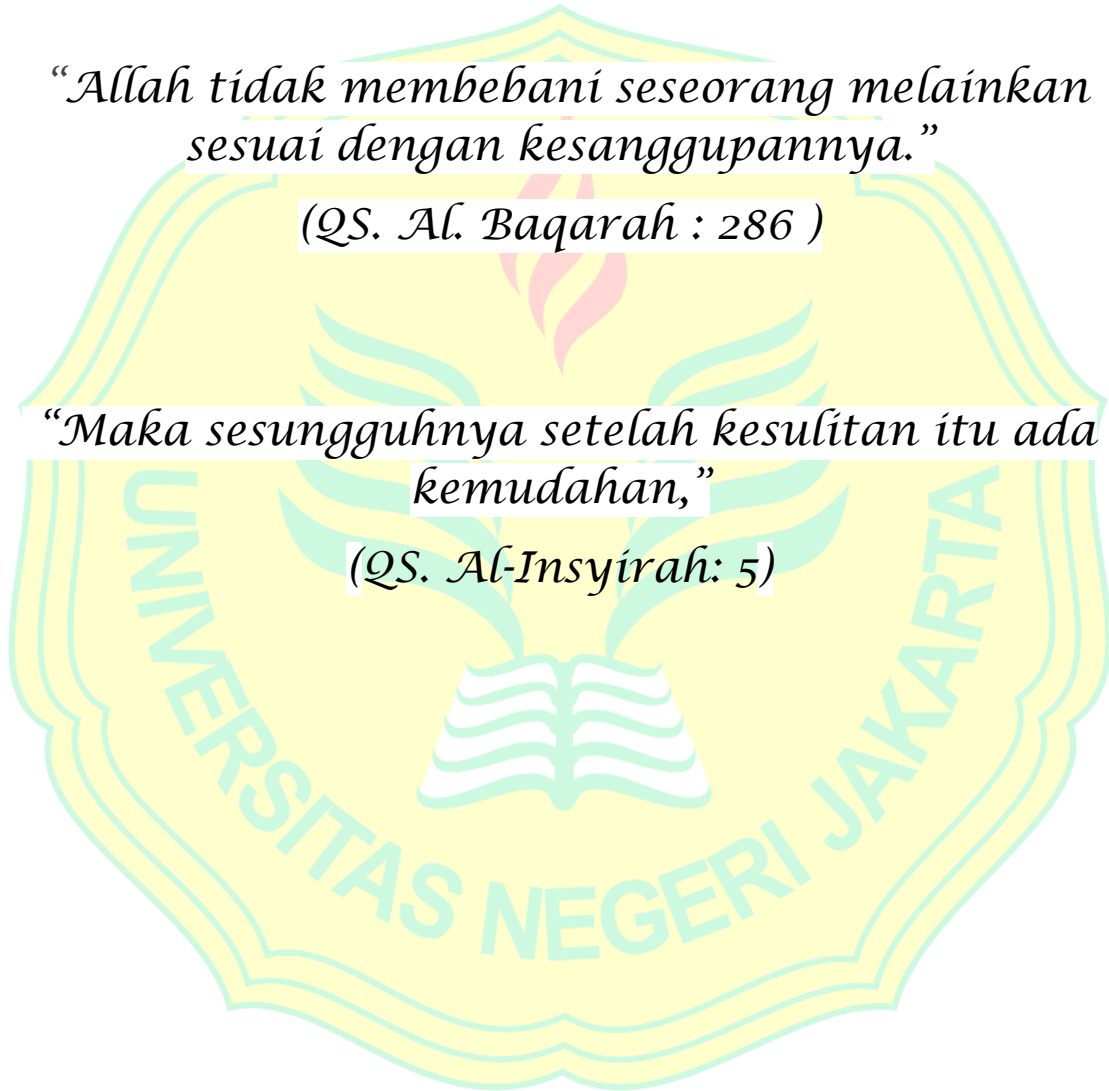 “Allah tidak membebani seseorang melainkan
sesuai dengan kesanggupannya.”
(QS. Al. Baqarah : 286 )
“Maka sesungguhnya setelah kesulitan itu ada
kemudahan,”
(QS. Al-Insyirah: 5)
UNIVERSITAS NEGERI JAKARTA